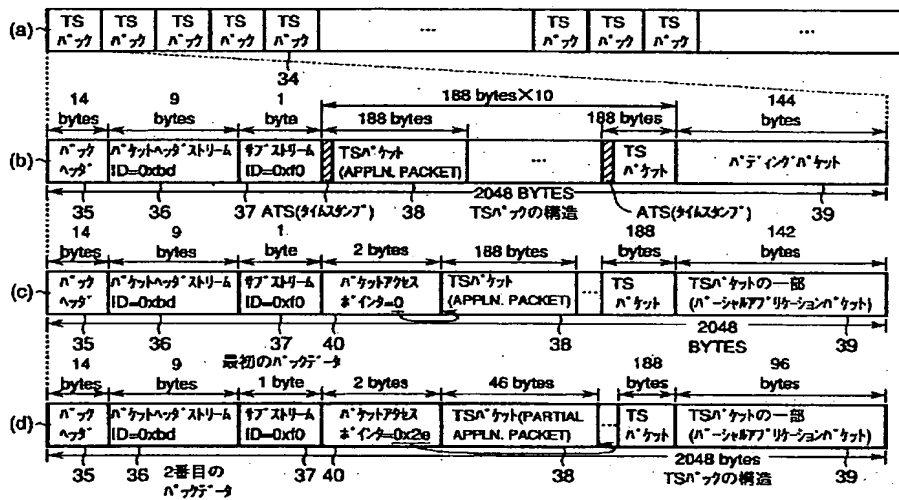 (a)
TS パック TS パック TS パック TS パック TS パック … TS パック TS パック TS パック …
34
14 bytes 9 bytes 1 byte 188 bytes×10 144 bytes
188 bytes 188 bytes
(b)
パック ヘッダ パケットヘッダストリーム ID=0xbd サブストリーム ID=0xf0 TSパケット (APPLN. PACKET) … TS パケット パディングパケット
2048 BYTES
35 36 37 ATS(タイムスタンプ) 38 TSパックの構造 ATS(タイムスタンプ) 39
14 bytes 9 bytes 1 byte 2 bytes 188 bytes 188 bytes 142 bytes
(c)
パック ヘッダ パケットヘッダストリーム ID=0xbd サブストリーム ID=0xf0 パケットアクセス ポインタ=0 TSパケット (APPLN. PACKET) … TS パケット TSパケットの一部 (パーシャルアプリケーションパケット)
2048 BYTES
35 36 37 40 38 39
最初のパックデータ
14 bytes 9 bytes 1 byte 2 bytes 46 bytes 188 bytes 96 bytes
(d)
パック ヘッダ パケットヘッダストリーム ID=0xbd サブストリーム ID=0xf0 パケットアクセス ポインタ=0x2e TSパケット(PARTIAL APPLN. PACKET) … TS パケット TSパケットの一部 (パーシャルアプリケーションパケット)
2048 bytes
35 36 2番目の パックデータ 37 40 38 TSパックの構造 39